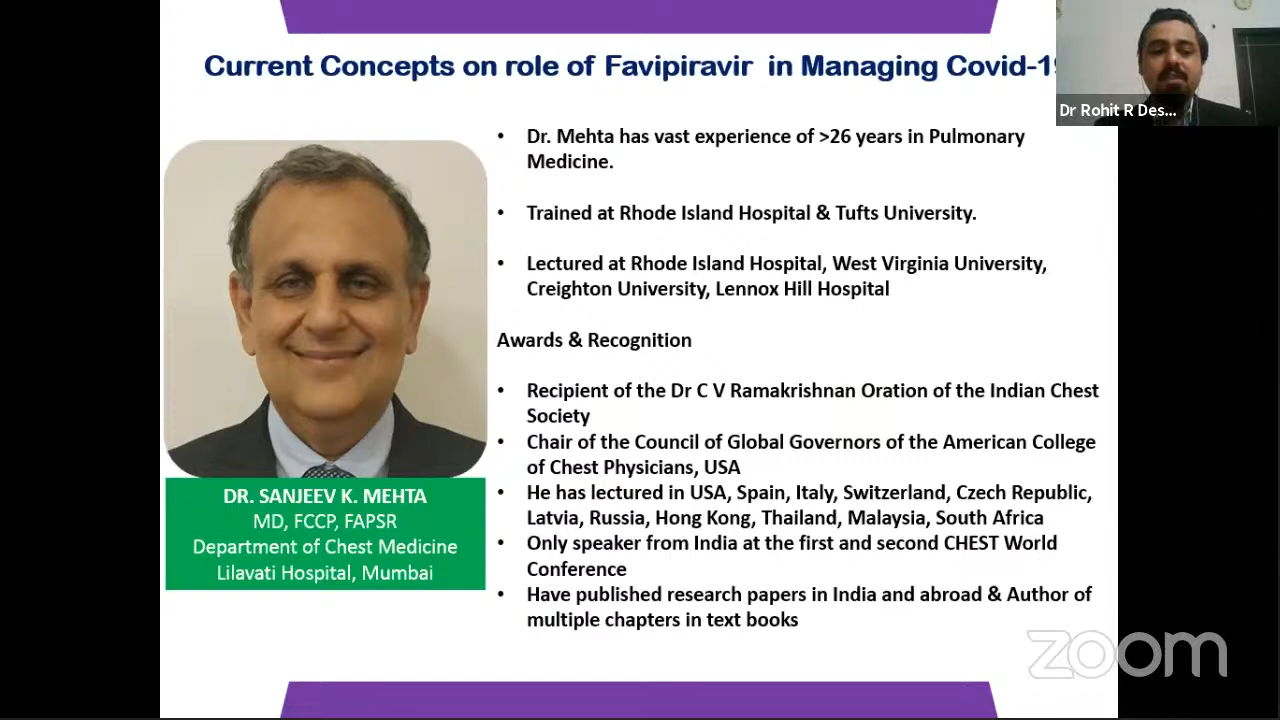 Current Concepts on role of Favipiravir in Managing Covid-19
Dr Rohit R Des...
• Dr. Mehta has vast experience of >26 years in Pulmonary
Medicine.
• Trained at Rhode Island Hospital & Tufts University.
• Lectured at Rhode Island Hospital, West Virginia University,
Creighton University, Lennox Hill Hospital
Awards & Recognition
• Recipient of the Dr C V Ramakrishnan Oration of the Indian Chest
Society
• Chair of the Council of Global Governors of the American College
of Chest Physicians, USA
• He has lectured in USA, Spain, Italy, Switzerland, Czech Republic,
Latvia, Russia, Hong Kong, Thailand, Malaysia, South Africa
• Only speaker from India at the first and second CHEST World
Conference
• Have published research papers in India and abroad & Author of
multiple chapters in text books
DR. SANJEEV K. MEHTA
MD, FCCP, FAPSR
Department of Chest Medicine
Lilavati Hospital, Mumbai
zoom